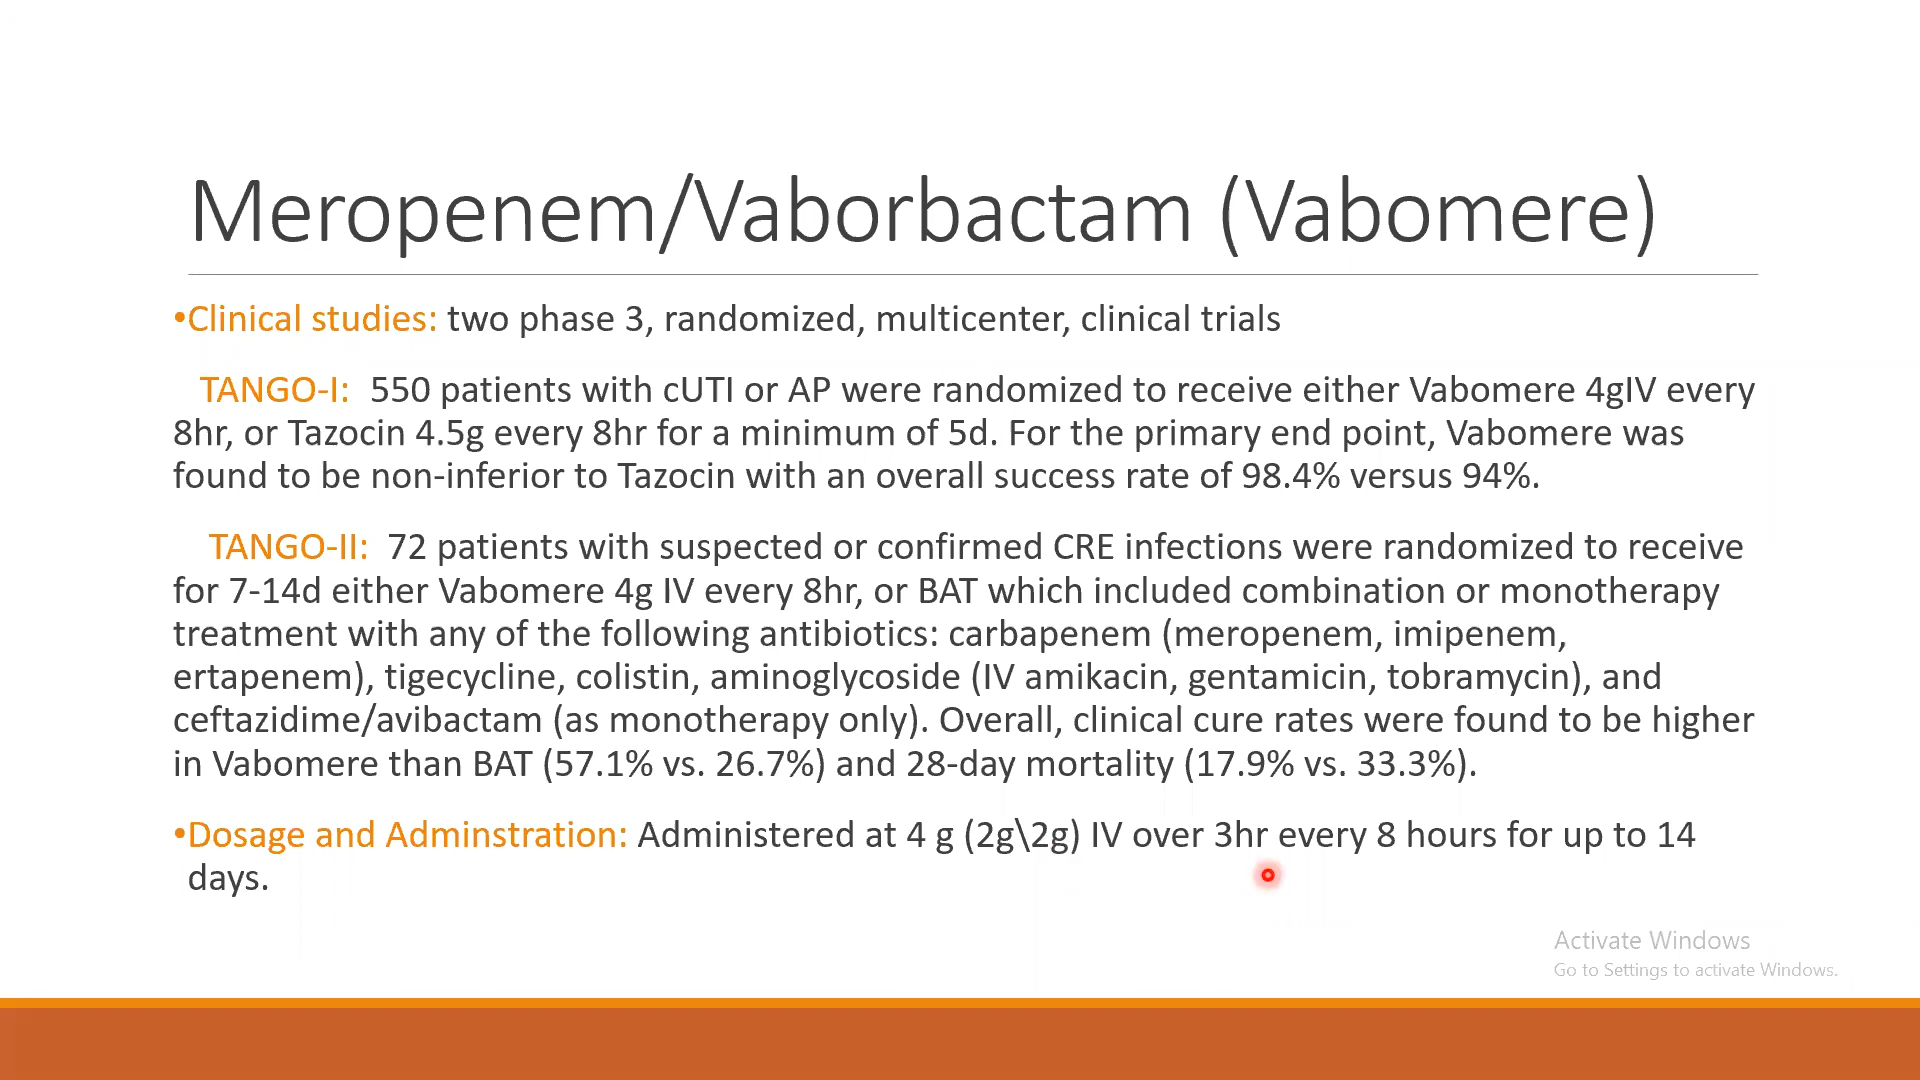 Meropenem/Vaborbactam (Vabomere)
•Clinical studies: two phase 3, randomized, multicenter, clinical trials
TANGO-I: 550 patients with cUTI or AP were randomized to receive either Vabomere 4gIV every
8hr, or Tazocin 4.5g every 8hr for a minimum of 5d. For the primary end point, Vabomere was
found to be non-inferior to Tazocin with an overall success rate of 98.4% versus 94%.
TANGO-II: 72 patients with suspected or confirmed CRE infections were randomized to receive
for 7-14d either Vabomere 4g IV every 8hr, or BAT which included combination or monotherapy
treatment with any of the following antibiotics: carbapenem (meropenem, imipenem,
ertapenem), tigecycline, colistin, aminoglycoside (IV amikacin, gentamicin, tobramycin), and
ceftazidime/avibactam (as monotherapy only). Overall, clinical cure rates were found to be higher
in Vabomere than BAT (57.1% vs. 26.7%) and 28-day mortality (17.9% vs. 33.3%).
•Dosage and Adminstration: Administered at 4 g (2g\2g) IV over 3hr every 8 hours for up to 14
days.
Activate Windows
Go to Settings to activate Windows.